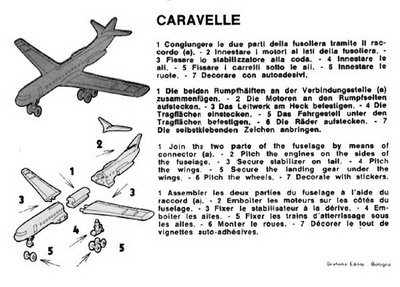 CARAVELLE
1 Congiungere le due parti della fusoliera tramite il rac-
cordo (a). - 2 Innestare i motori ai lati della fusoliera. -
3 Fissare lo stabilizzatore alla coda. - 4 Innestare le
ali. - 5 Fissare i carrelli sotto le ali. - 6 Innestare le
ruote. - 7 Decorare con autoadesivi.
1 Die beiden Rumpfhälften an der Verbindungsstelle (a)
zusammenfügen. - 2 Die Motoren an den Rumpfseiten
aufstecken. - 3 Das Leitwerk am Heck befestigen. - 4 Die
Tragflächen einstecken. - 5 Das Fahrgestell unter den
Tragflächen befestigen. - 6 Die Räder aufstecken. - 7
Die selbstklebenden Zeichen anbringen.
1 Join the two parts of the fuselage by means of
connector (a). - 2 Pitch the engines on the sides of
the fuselage. - 3 Secure stabilizer on tail. - 4 Pitch
the wings. - 5 Secure the landing gear under the
wings. - 6 Pitch the wheels. - 7 Decorate with stickers.
1 Assembler les deux parties du fuselage à l'aide du
raccord (a). - 2 Emboîter les moteurs sur les côtés du
fuselage. - 3 Fixer le stabilisateur à la dérive. - 4 Em-
boîter les ailes. - 5 Fixer les trains d'atterrissage sous
les ailes. - 6 Monter le roues. - 7 Décorer le tout de
vignettes auto-adhésives.
2
1
3
a
3
4
5
5
Bologna